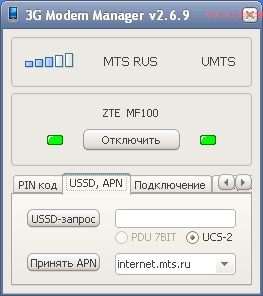 3G Modem Manager v2.6.9
MTS RUS UMTS
ZTE MF100
Отключить
PIN код USSD, APN Подключение
USSD-запрос
PDU 7BIT UCS-2
Принять APN internet.mts.ru